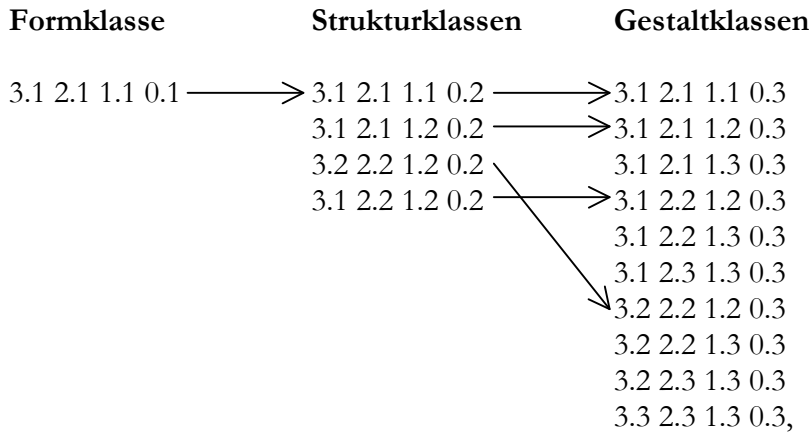 Formklasse Strukturklassen Gestaltklassen
3.1 2.1 1.1 0.1 3.1 2.1 1.1 0.2 3.1 2.1 1.1 0.3
3.1 2.1 1.2 0.2 3.1 2.1 1.2 0.3
3.2 2.2 1.2 0.2 3.1 2.1 1.3 0.3
3.1 2.2 1.2 0.2 3.1 2.2 1.2 0.3
3.1 2.2 1.3 0.3
3.1 2.3 1.3 0.3
3.2 2.2 1.2 0.3
3.2 2.2 1.3 0.3
3.2 2.3 1.3 0.3
3.3 2.3 1.3 0.3,